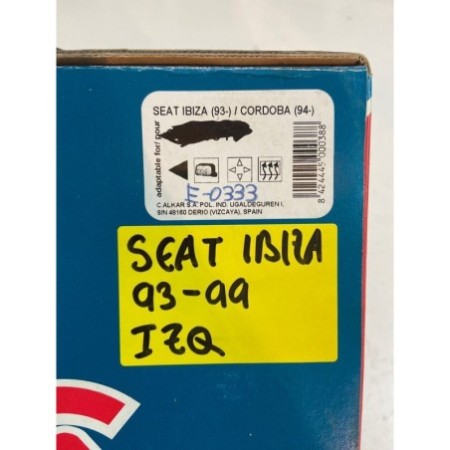 SEAT IBIZA (93-) / CORDOBA (94-)
adaptable for/ pour
E-0333
C. ALKAR S.A. POL. IND. UGALDEGUREN I,
S/N 48160 DERIO (VIZCAYA), SPAIN
8 424445 000388
SEAT IBIZA
93-99
IZQ